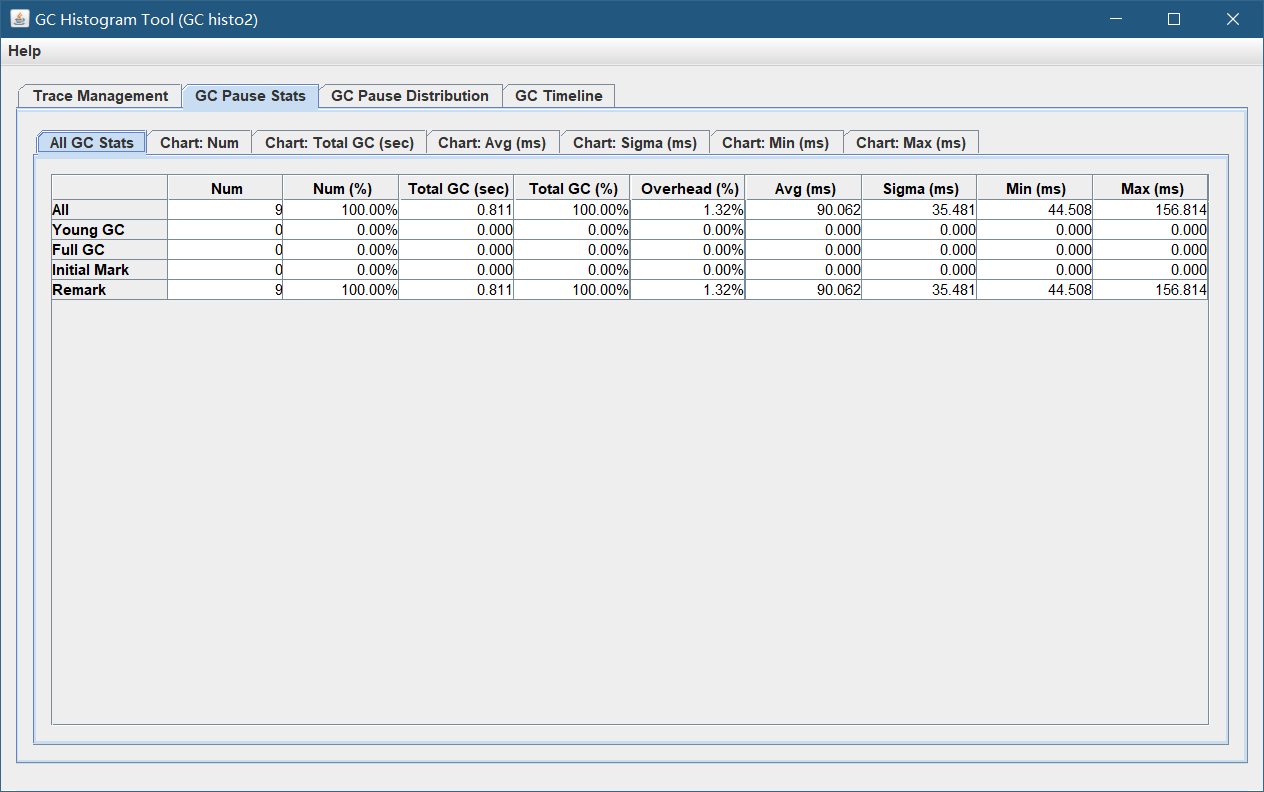 GC Histogram Tool (GC histo2)
Help
Trace Management GC Pause Stats GC Pause Distribution GC Timeline
All GC Stats Chart: Num Chart: Total GC (sec) Chart: Avg (ms) Chart: Sigma (ms) Chart: Min (ms) Chart: Max (ms)
Num Num (%) Total GC (sec) Total GC (%) Overhead (%) Avg (ms) Sigma (ms) Min (ms) Max (ms)
All 9 100.00% 0.811 100.00% 1.32% 90.062 35.481 44.508 156.814
Young GC 0 0.00% 0.000 0.00% 0.00% 0.000 0.000 0.000 0.000
Full GC 0 0.00% 0.000 0.00% 0.00% 0.000 0.000 0.000 0.000
Initial Mark 0 0.00% 0.000 0.00% 0.00% 0.000 0.000 0.000 0.000
Remark 9 100.00% 0.811 100.00% 1.32% 90.062 35.481 44.508 156.814